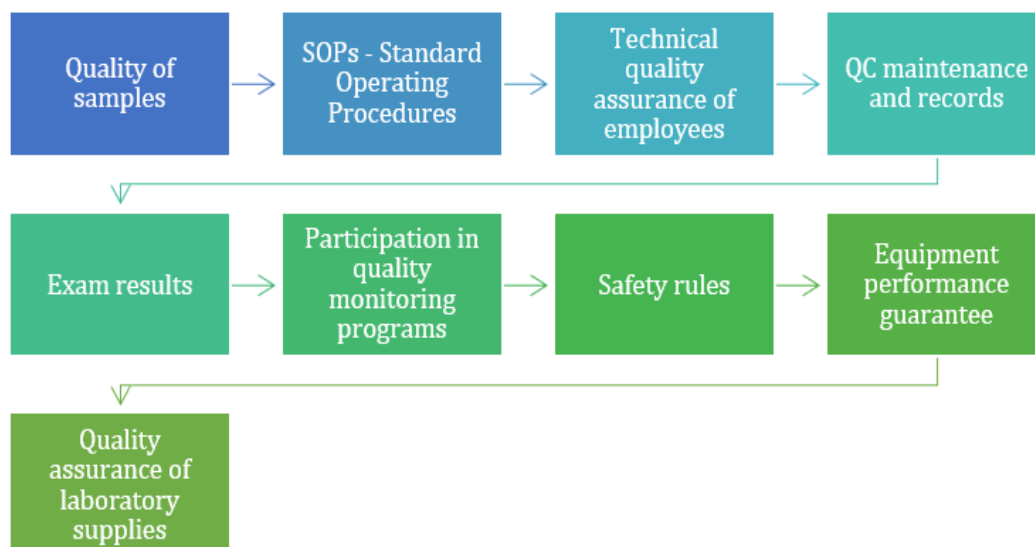 Quality of
samples
SOPs - Standard
Operating
Procedures
Technical
quality
assurance of
employees
QC maintenance
and records
Exam results
Participation in
quality
monitoring
programs
Safety rules
Equipment
performance
guarantee
Quality
assurance of
laboratory
supplies